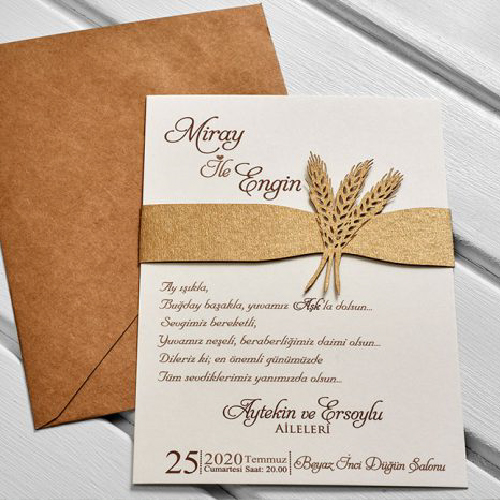 Miray
İle Engin
Ay ışıkla,
Buğday başakla, yuvamız Aşk'la dolsun...
Sevgimiz bereketli,
Yuvamız neşeli, beraberliğimiz daimi olsun...
Dileriz ki; en önemli günümüzde
Tüm sevdiklerimiz yanımızda olsun...
Aytekin ve Ersoylu
AİLELERİ
25 2020 Temmuz
Cumartesi Saat: 20.00
Beyaz İnci Düğün Salonu